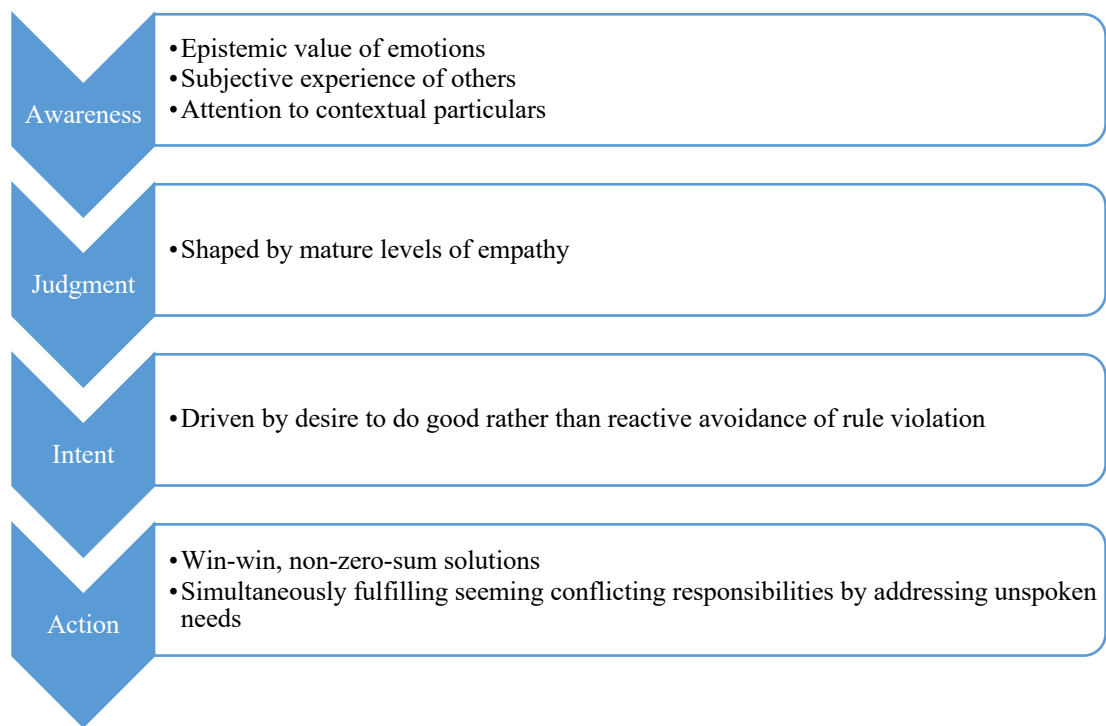 •Epistemic value of emotions
•Subjective experience of others
•Attention to contextual particulars
Awareness
•Shaped by mature levels of empathy
Judgment
•Driven by desire to do good rather than reactive avoidance of rule violation
Intent
•Win-win, non-zero-sum solutions
•Simultaneously fulfilling seeming conflicting responsibilities by addressing unspoken
needs
Action